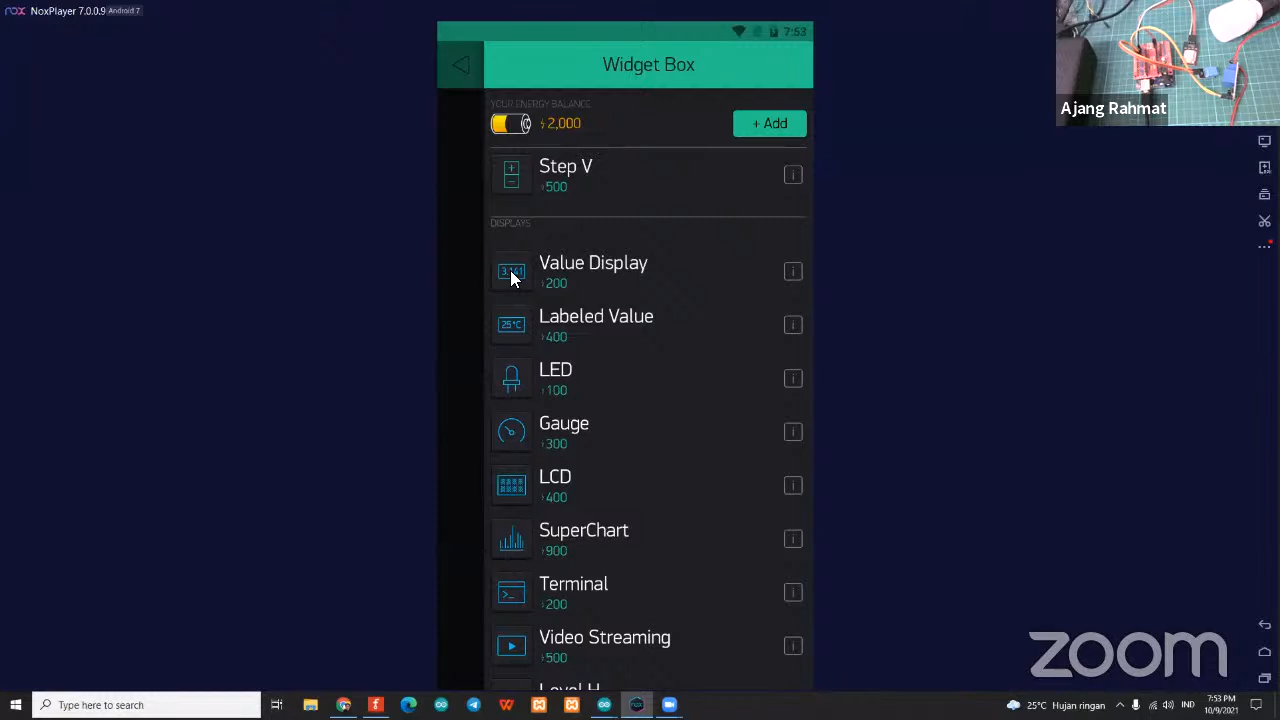 nox NoxPlayer 7.0.0.9 Android 7
7:53
Widget Box
Ajang Rahmat
YOUR ENERGY BALANCE
2,000
+ Add
Step V
500
DISPLAYS
Value Display
200
Labeled Value
25°C
400
LED
100
Gauge
300
LCD
400
SuperChart
900
Terminal
200
Video Streaming
500
Level H
zoom
Type here to search
25°C Hujan ringan
IND
7:53 PM
10/9/2021